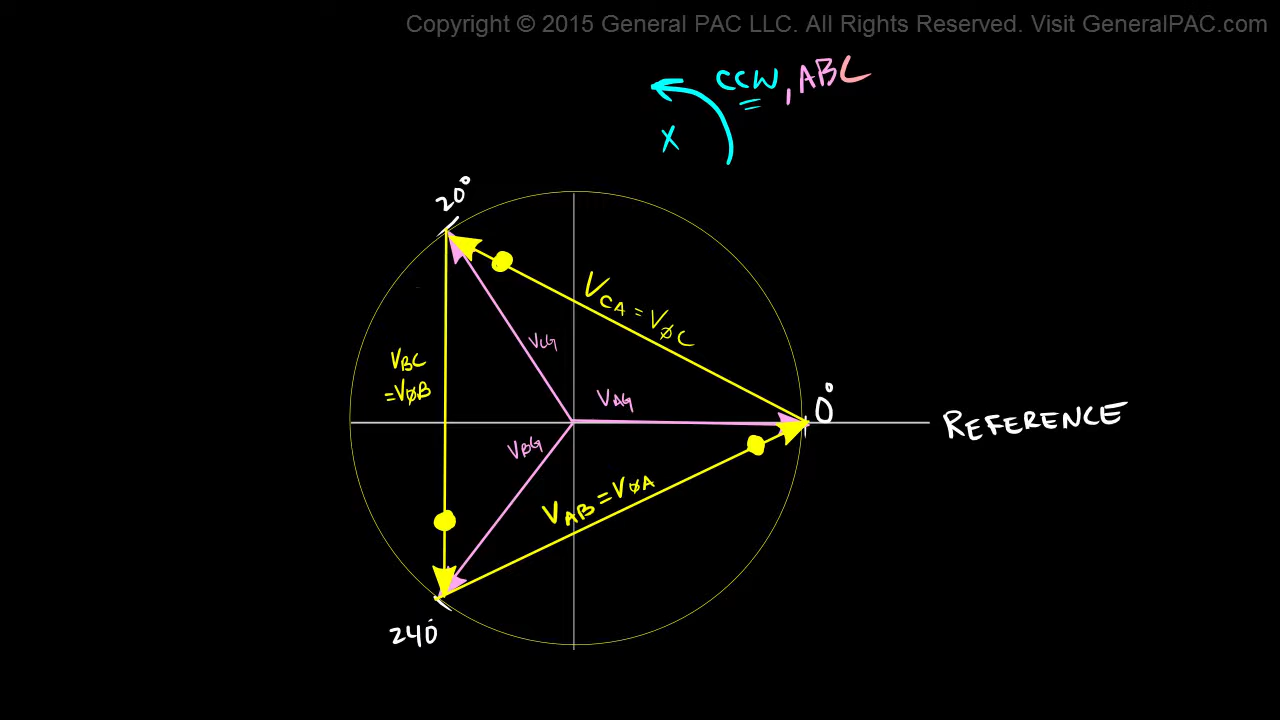 Copyright © 2015 General PAC LLC. All Rights Reserved. Visit GeneralPAC.com
CCW, ABC
X
20°
VCA = VØC
VCG
VBC
= VØB
VAG
0°
REFERENCE
VBG
VAB = VØA
240